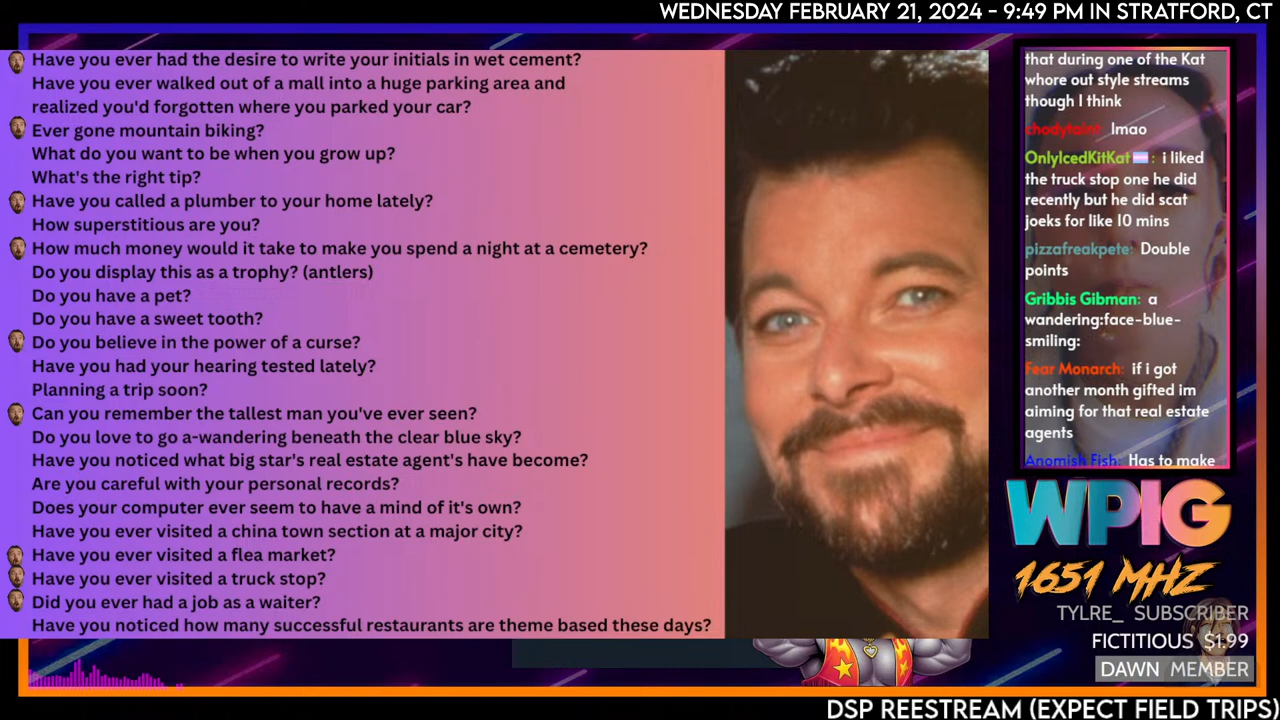 WEDNESDAY FEBRUARY 21, 2024 - 9:49 PM IN STRATFORD, CT
Have you ever had the desire to write your initials in wet cement?
Have you ever walked out of a mall into a huge parking area and
realized you'd forgotten where you parked your car?
Ever gone mountain biking?
What do you want to be when you grow up?
What's the right tip?
Have you called a plumber to your home lately?
How superstitious are you?
How much money would it take to make you spend a night at a cemetery?
Do you display this as a trophy? (antlers)
Do you have a pet?
Do you have a sweet tooth?
Do you believe in the power of a curse?
Have you had your hearing tested lately?
Planning a trip soon?
Can you remember the tallest man you've ever seen?
Do you love to go a-wandering beneath the clear blue sky?
Have you noticed what big star's real estate agent's have become?
Are you careful with your personal records?
Does your computer ever seem to have a mind of it's own?
Have you ever visited a china town section at a major city?
Have you ever visited a flea market?
Have you ever visited a truck stop?
Did you ever had a job as a waiter?
Have you noticed how many successful restaurants are theme based these days?
that during one of the Kat
whore out style streams
though I think
chodytaint: lmao
OnlyIcedKitKat: i liked
the truck stop one he did
recently but he did scat
joeks for like 10 mins
pizzafreakpete: Double
points
Gribbis Gibman: a
wandering:face-blue-
smiling:
Fear Monarch: if i got
another month gifted im
aiming for that real estate
agents
Anomish Fish: Has to make
WPIG
1651 MHZ
TYLRE_ SUBSCRIBER
FICTITIOUS $1.99
DAWN MEMBER
DSP REESTREAM (EXPECT FIELD TRIPS)